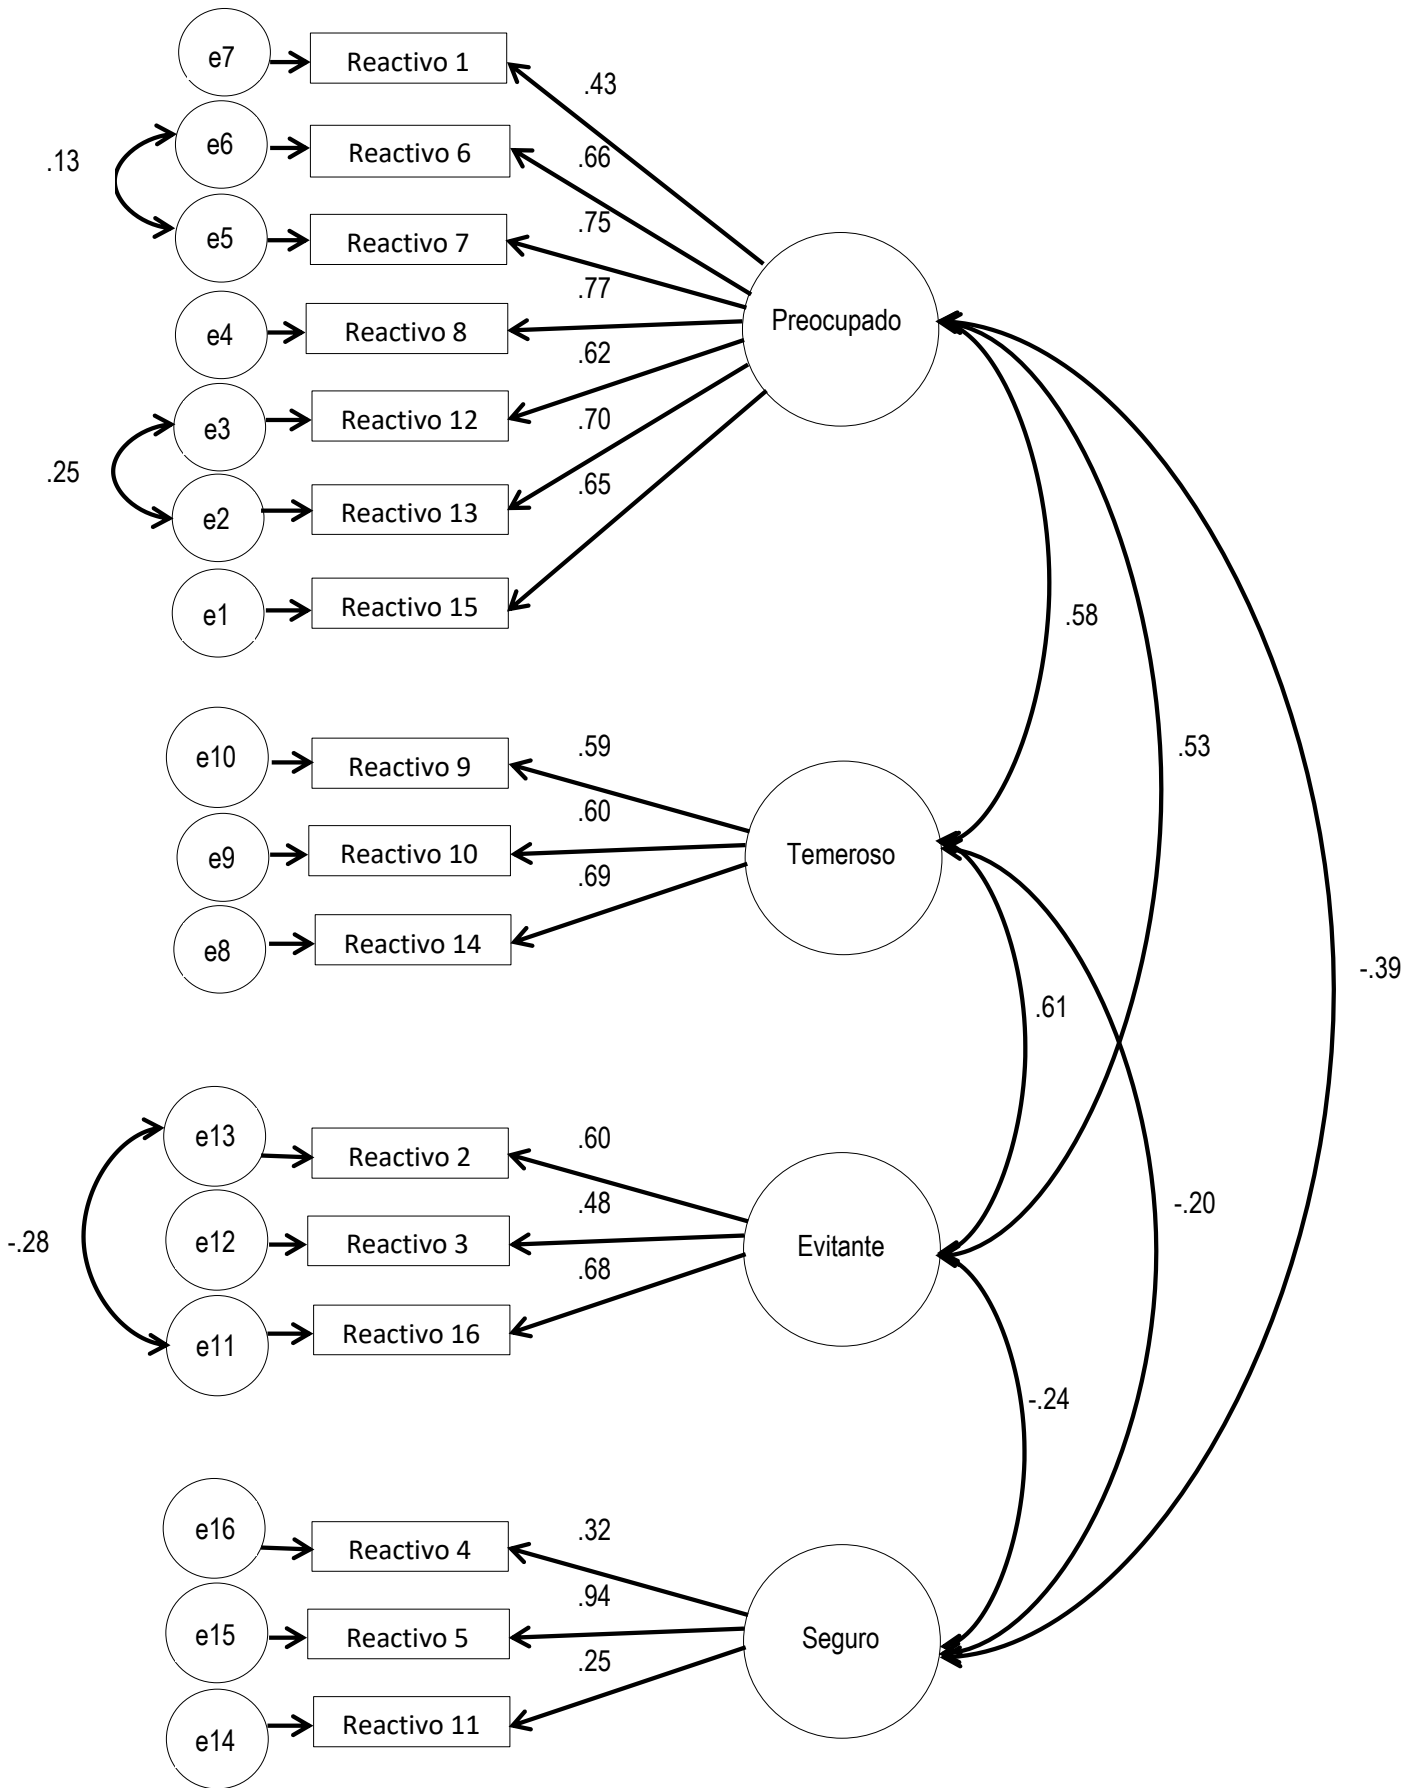 e7 Reactivo 1 .43
.13 e6 Reactivo 6 .66
e5 Reactivo 7 .75
e4 Reactivo 8 .77
Preocupado
.25 e3 Reactivo 12 .62
e2 Reactivo 13 .70
e1 Reactivo 15 .65
.58
.53
e10 Reactivo 9 .59
e9 Reactivo 10 .60
Temeroso
e8 Reactivo 14 .69
-.39
.61
e13 Reactivo 2 .60
-.28 e12 Reactivo 3 .48
Evitante
-.20
e11 Reactivo 16 .68
-.24
e16 Reactivo 4 .32
e15 Reactivo 5 .94
Seguro
e14 Reactivo 11 .25